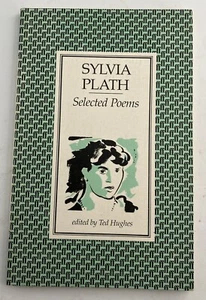 SYLVIA
PLATH
Selected Poems
edited by Ted Hughes